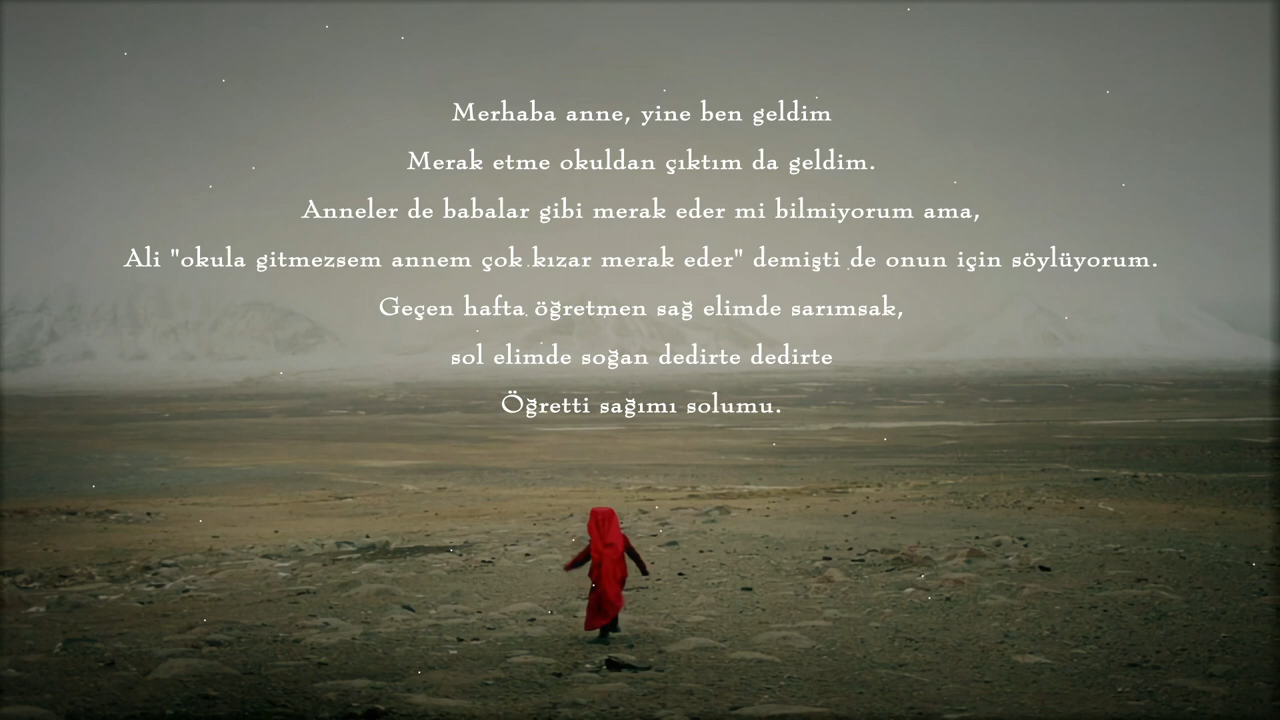 Merhaba anne, yine ben geldim
Merak etme okuldan çıktım da geldim.
Anneler de babalar gibi merak eder mi bilmiyorum ama,
Ali "okula gitmezsem annem çok kızar merak eder" demişti de onun için söylüyorum.
Geçen hafta öğretmen sağ elimde sarımsak,
sol elimde soğan dedirte dedirte
Öğretti sağımı solumu.